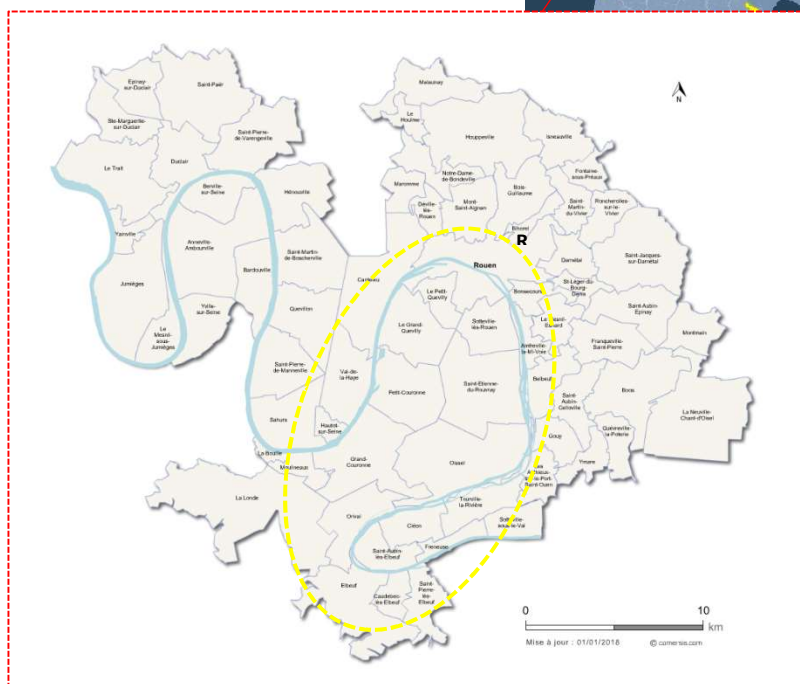 Malaunay
Epinay-
sur-Duclair
Saint-Paër
N
Le
Houlme
Ste-Marguerite-
sur-Duclair
Houppeville
Isneauville
Saint-Pierre
de-Varengeville
Le Trait
Duclair
Notre-Dame-
de-Bondeville
Fontaine-
sous-Préaux
Maromme
Bois-
Guillaume
Berville-
sur-Seine
Hénouville
Déville-
lès-
Rouen
Mont-
Saint-Aignan
Saint-
Martin-
du-Vivier
Roncherolles-
sur-le-
Vivier
Yainville
Bihorel
R
Anneville-
Ambourville
Saint-Martin
de-Boscherville
Darnétal
Saint-Jacques-
sur-Darnétal
Bardouville
Rouen
Jumièges
Canteleu
St-Léger-du-
Bourg-
Denis
Le Petit-
Quevilly
Bonsecours
Yville-
sur-Seine
Quevillon
Saint-Aubin-
Epinay
Le
Mesnil-
sous-
Jumièges
Le Grand-
Quevilly
Sotteville-
lès-Rouen
Montmain
Franqueville-
Saint-Pierre
Saint-Pierre-
de-Manneville
Val-de-
la-Haye
Belbeuf
Petit-Couronne
Saint-Etienne-
du-Rouvray
Boos
Saint
Aubin-
Celloville
Sahurs
Hautot-
sur-Seine
La Neuville-
Chant-d'Oisel
Quévreville-
la-Poterie
La Bouille
Gouy
Moulineaux
Grand-
Couronne
Oissel
Ymare
La Londe
Tourville-
la-Rivière
Orival
Cléon
Sotteville-
sous-le-Val
Freneuse
Saint-Aubin-
lès-Elbeuf
Elbeuf
Caudebec-
lès-Elbeuf
Saint-
Pierre-
lès-
Elbeuf
0
10
km
Mise à jour : 01/01/2018
© comersis.com